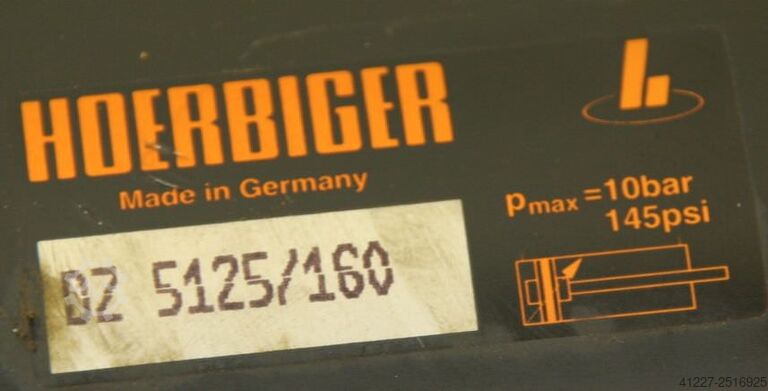 HOERBIGER
Made in Germany
DZ 5125/160
pmax =10bar
145psi
41227-2516925